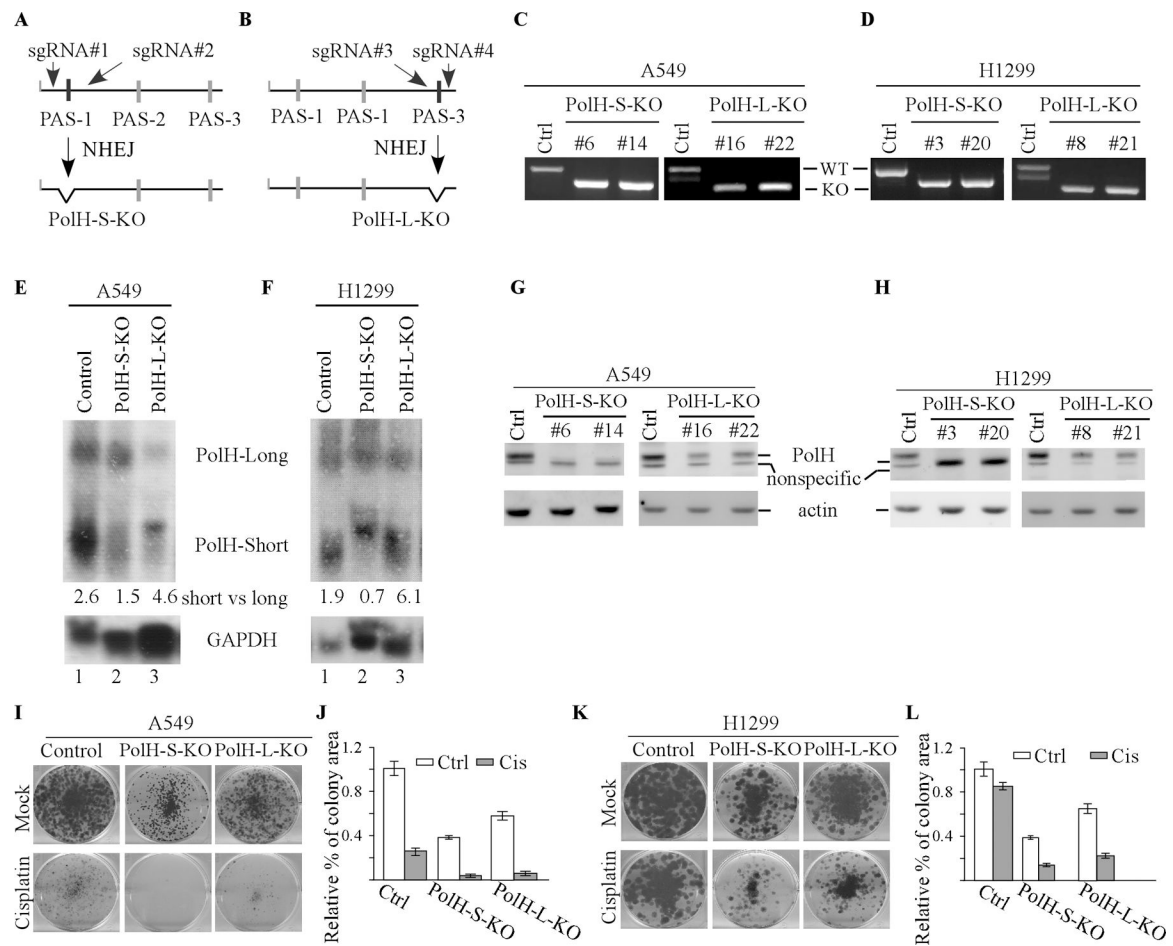 A
sgRNA#1 sgRNA#2
PAS-1 PAS-2 PAS-3
NHEJ
PolH-S-KO
B
sgRNA#3 sgRNA#4
PAS-1 PAS-1 PAS-3
NHEJ
PolH-L-KO
C
A549
Ctrl
PolH-S-KO
#6 #14
Ctrl
PolH-L-KO
#16 #22
WT
KO
D
H1299
Ctrl
PolH-S-KO
#3 #20
Ctrl
PolH-L-KO
#8 #21
E
A549
Control
PolH-S-KO
PolH-L-KO
PolH-Long
PolH-Short
2.6 1.5 4.6
short vs long
GAPDH
1 2 3
F
H1299
Control
PolH-S-KO
PolH-L-KO
1.9 0.7 6.1
1 2 3
G
A549
Ctrl
PolH-S-KO
#6 #14
Ctrl
PolH-L-KO
#16 #22
PolH
nonspecific
actin
H
H1299
Ctrl
PolH-S-KO
#3 #20
Ctrl
PolH-L-KO
#8 #21
I
A549
Control PolH-S-KO PolH-L-KO
Mock
Cisplatin
J
Relative % of colony area
1.2
0.8
0.4
Ctrl Cis
Ctrl
PolH-S-KO
PolH-L-KO
K
H1299
Control PolH-S-KO PolH-L-KO
Mock
Cisplatin
L
Relative % of colony area
1.2
0.8
0.4
Ctrl Cis
Ctrl
PolH-S-KO
PolH-L-KO